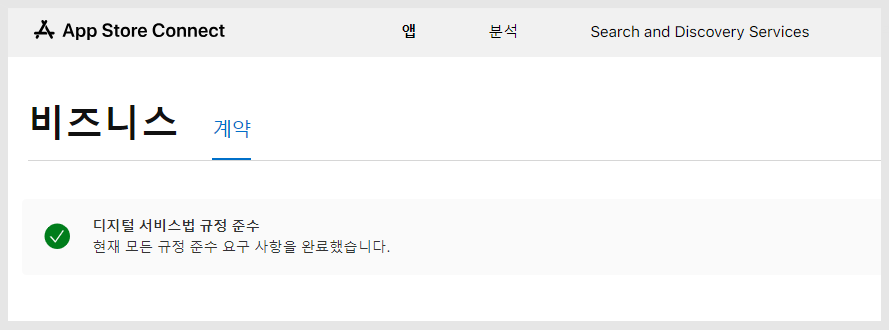 App Store Connect
앱
분석
Search and Discovery Services
비즈니스
계약
디지털 서비스법 규정 준수
현재 모든 규정 준수 요구 사항을 완료했습니다.